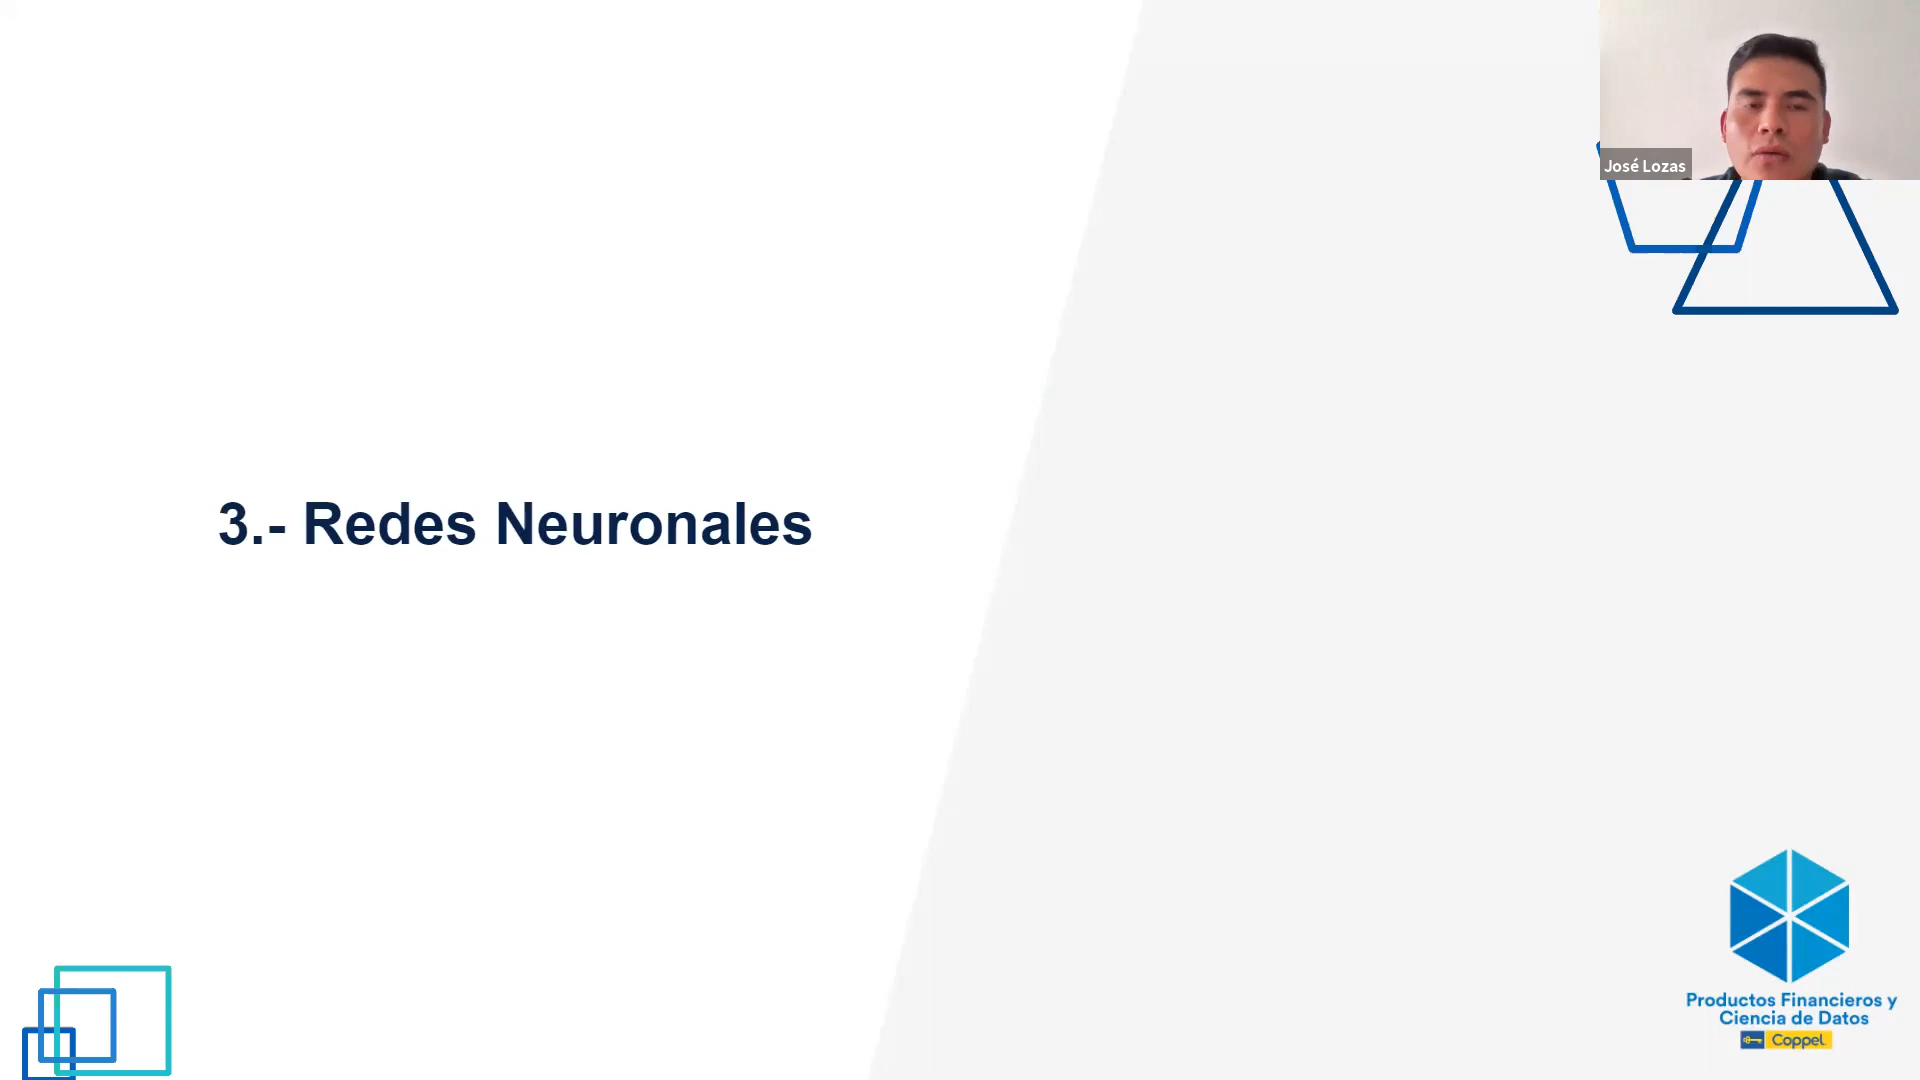 José Lozas
3.- Redes Neuronales
Productos Financieros y
Ciencia de Datos
Coppel